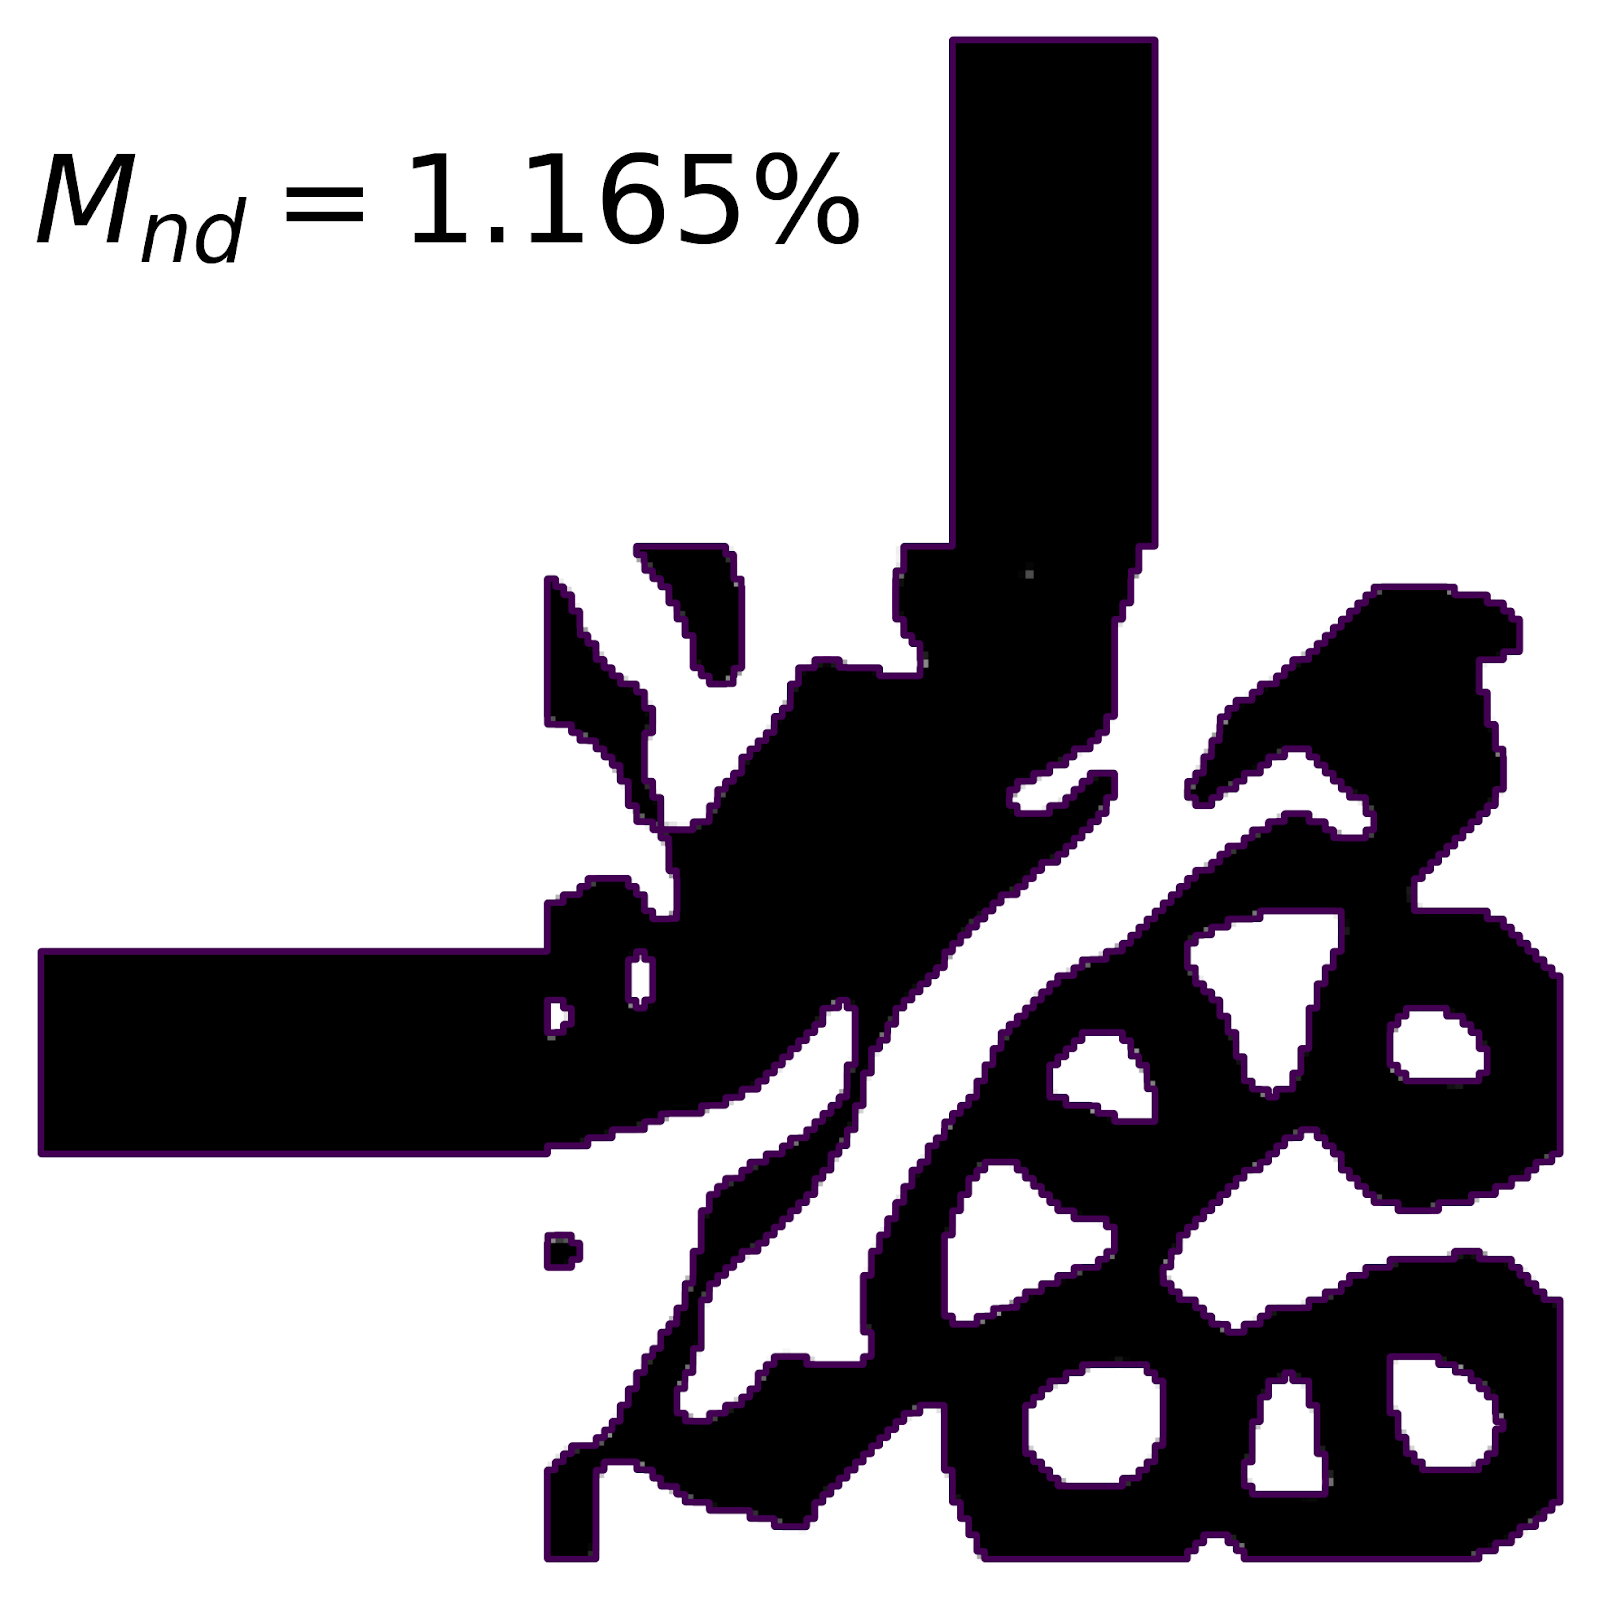 M_{nd} = 1.165%